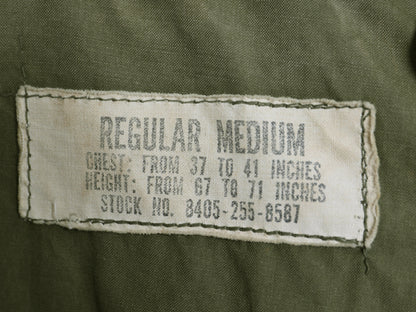 REGULAR MEDIUM
CHEST: FROM 37 TO 41 INCHES
HEIGHT: FROM 67 TO 71 INCHES
STOCK NO. 8405-255-8587